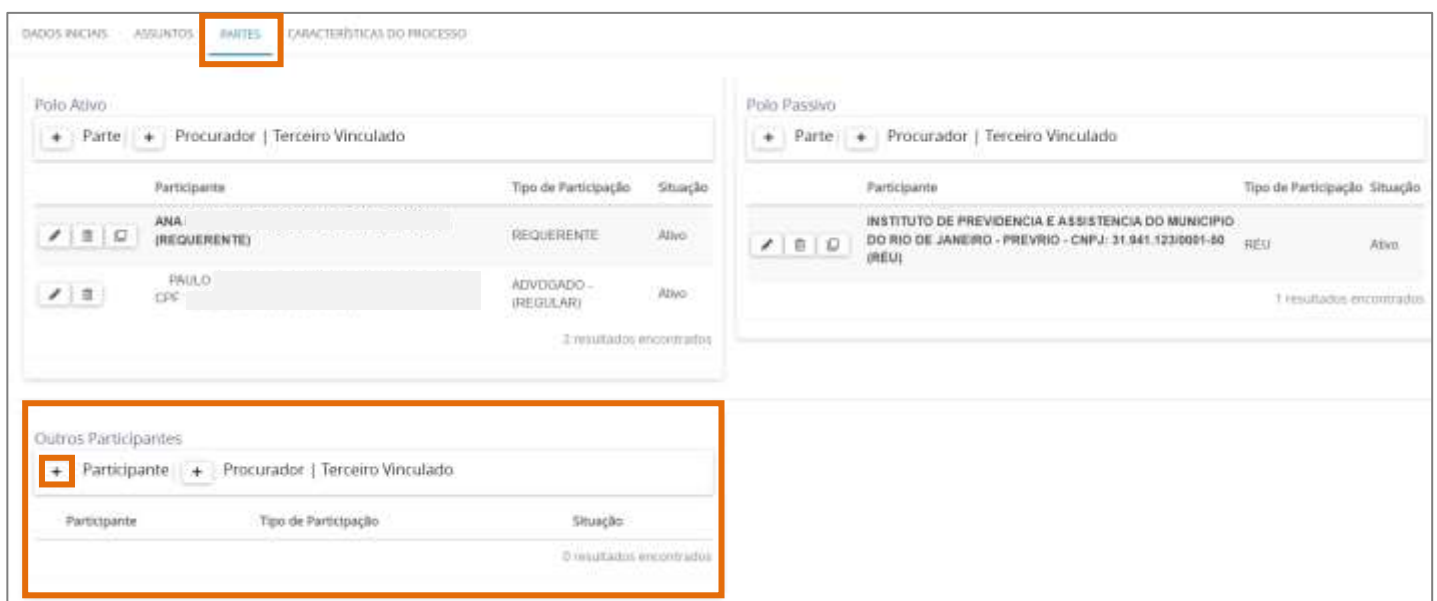 DADOS INICIAIS ASSUNTOS PARTES CARACTERÍSTICAS DO PROCESSO
Polo Ativo
+ Parte + Procurador | Terceiro Vinculado
Participante Tipo de Participação Situação
ANA
(REQUERENTE) REQUERENTE Ativo
PAULO
CPF
ADVOGADO -
(REGULAR) Ativo
2 resultados encontrados
Polo Passivo
+ Parte + Procurador | Terceiro Vinculado
Participante Tipo de Participação Situação
INSTITUTO DE PREVIDENCIA E ASSISTENCIA DO MUNICIPIO
DO RIO DE JANEIRO - PREVRIO - CNPJ: 31.941.123/0001-80
(RÉU) RÉU Ativo
1 resultados encontrados
Outros Participantes
+ Participante + Procurador | Terceiro Vinculado
Participante Tipo de Participação Situação
0 resultados encontrados